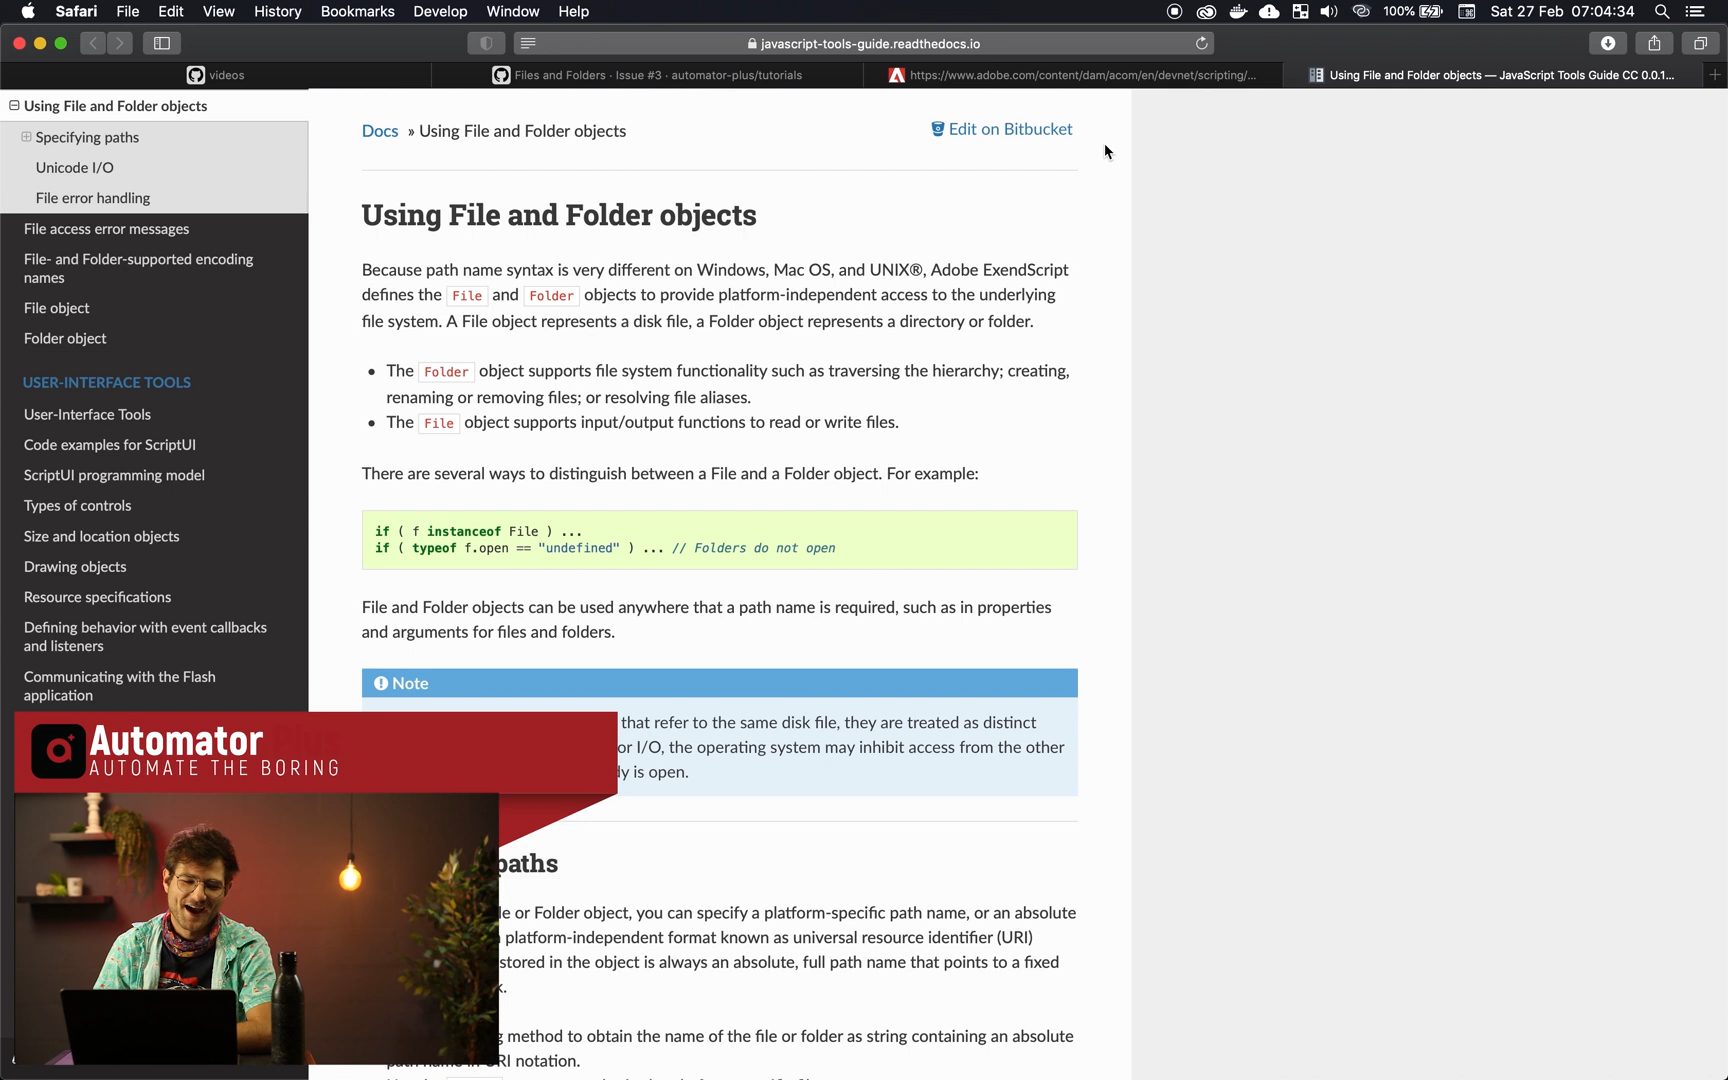 Safari File Edit View History Bookmarks Develop Window Help 100% Sat 27 Feb 07:04:34
javascript-tools-guide.readthedocs.io
videos
Files and Folders · Issue #3 · automator-plus/tutorials
https://www.adobe.com/content/dam/acom/en/devnet/scripting/...
Using File and Folder objects — JavaScript Tools Guide CC 0.0.1...
Using File and Folder objects
Specifying paths
Unicode I/O
File error handling
File access error messages
File- and Folder-supported encoding
names
File object
Folder object
USER-INTERFACE TOOLS
User-Interface Tools
Code examples for ScriptUI
ScriptUI programming model
Types of controls
Size and location objects
Drawing objects
Resource specifications
Defining behavior with event callbacks
and listeners
Communicating with the Flash
application
Docs » Using File and Folder objects
Edit on Bitbucket
Using File and Folder objects
Because path name syntax is very different on Windows, Mac OS, and UNIX®, Adobe ExendScript
defines the File and Folder objects to provide platform-independent access to the underlying
file system. A File object represents a disk file, a Folder object represents a directory or folder.
• The Folder object supports file system functionality such as traversing the hierarchy; creating,
renaming or removing files; or resolving file aliases.
• The File object supports input/output functions to read or write files.
There are several ways to distinguish between a File and a Folder object. For example:
if ( f instanceof File ) ...
if ( typeof f.open == "undefined" ) ... // Folders do not open
File and Folder objects can be used anywhere that a path name is required, such as in properties
and arguments for files and folders.
Note
that refer to the same disk file, they are treated as distinct
or I/O, the operating system may inhibit access from the other
dy is open.
paths
le or Folder object, you can specify a platform-specific path name, or an absolute
platform-independent format known as universal resource identifier (URI)
stored in the object is always an absolute, full path name that points to a fixed
k.
g method to obtain the name of the file or folder as string containing an absolute
path name in URI notation.
Automator Plus
AUTOMATE THE BORING